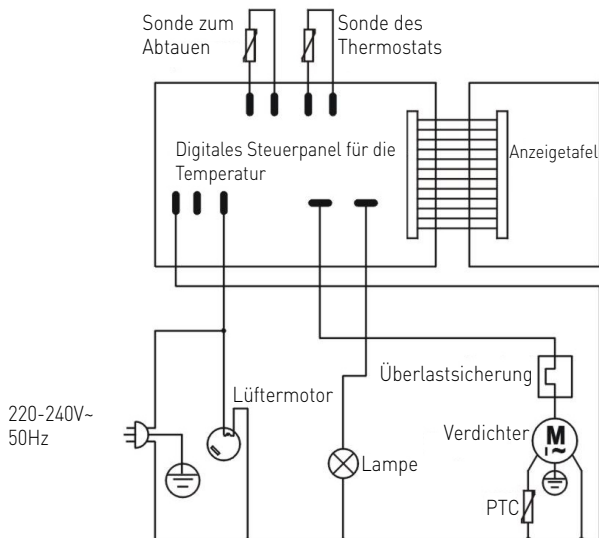 Sonde zum
Abtauen
Sonde des
Thermostats
Digitales Steuerpanel für die
Temperatur
Anzeigetafel
Überlastsicherung
Lüftermotor
220-240V~
50Hz
Verdichter
M
1~
Lampe
PTC